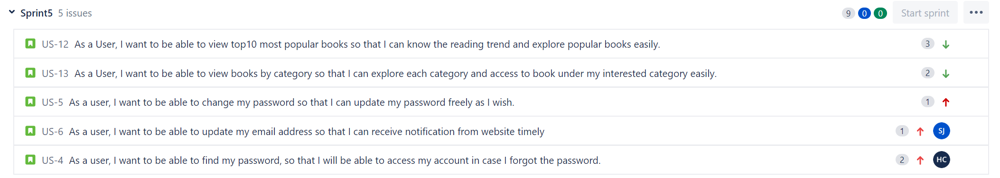 Sprint5 5 issues 9 0 0 Start sprint
US-12 As a User, I want to be able to view top10 most popular books so that I can know the reading trend and explore popular books easily. 3
US-13 As a User, I want to be able to view books by category so that I can explore each category and access to book under my interested category easily. 2
US-5 As a user, I want to be able to change my password so that I can update my password freely as I wish. 1
US-6 As a user, I want to be able to update my email address so that I can receive notification from website timely 1 SJ
US-4 As a user, I want to be able to find my password, so that I will be able to access my account in case I forgot the password. 2 HC